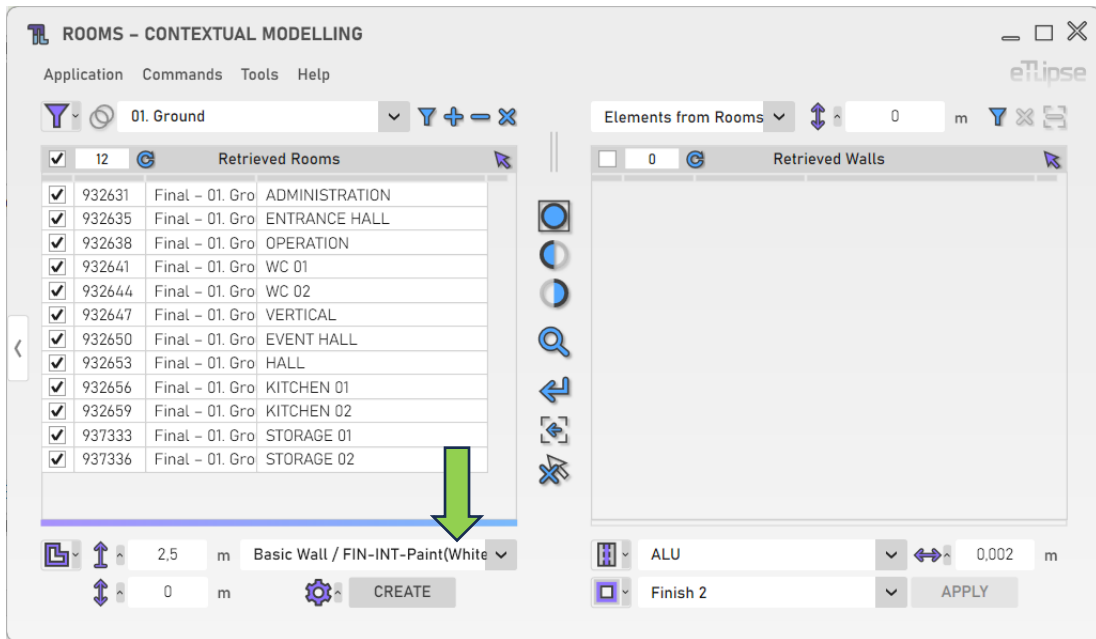 ROOMS – CONTEXTUAL MODELLING
Application Commands Tools Help
eTLipse
01. Ground
Elements from Rooms 0 m
12 Retrieved Rooms
0 Retrieved Walls
932631 Final – 01. Gro ADMINISTRATION
932635 Final – 01. Gro ENTRANCE HALL
932638 Final – 01. Gro OPERATION
932641 Final – 01. Gro WC 01
932644 Final – 01. Gro WC 02
932647 Final – 01. Gro VERTICAL
932650 Final – 01. Gro EVENT HALL
932653 Final – 01. Gro HALL
932656 Final – 01. Gro KITCHEN 01
932659 Final – 01. Gro KITCHEN 02
937333 Final – 01. Gro STORAGE 01
937336 Final – 01. Gro STORAGE 02
2,5 m Basic Wall / FIN-INT-Paint(White
ALU 0,002 m
0 m CREATE
Finish 2 APPLY